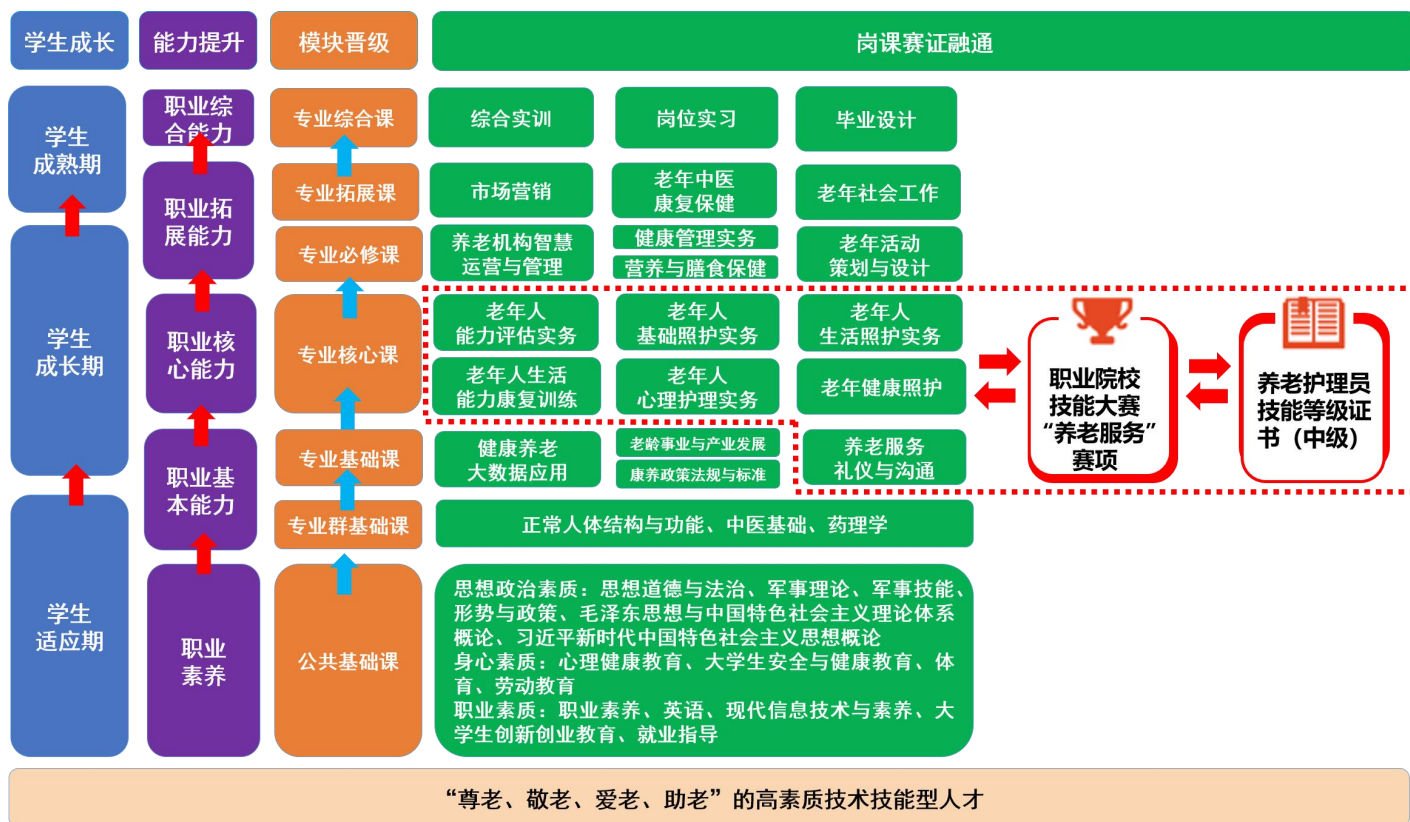 学生成长
能力提升
模块晋级
岗课赛证融通
学生
成熟期
职业综
合能力
专业综合课
综合实训
岗位实习
毕业设计
职业拓
展能力
专业拓展课
市场营销
老年中医
康复保健
老年社会工作
专业必修课
养老机构智慧
运营与管理
健康管理实务
营养与膳食保健
老年活动
策划与设计
学生
成长期
职业核
心能力
专业核心课
老年人
能力评估实务
老年人
基础照护实务
老年人
生活照护实务
老年人生活
能力康复训练
老年人
心理护理实务
老年健康照护
职业院校
技能大赛
“养老服务”
赛项
养老护理员
技能等级证
书（中级）
职业基
本能力
专业基础课
健康养老
大数据应用
老龄事业与产业发展
康养政策法规与标准
养老服务
礼仪与沟通
专业群基础课
正常人体结构与功能、中医基础、药理学
学生
适应期
职业
素养
公共基础课
思想政治素质：思想道德与法治、军事理论、军事技能、
形势与政策、毛泽东思想与中国特色社会主义理论体系
概论、习近平新时代中国特色社会主义思想概论
身心素质：心理健康教育、大学生安全与健康教育、体
育、劳动教育
职业素质：职业素养、英语、现代信息技术与素养、大
学生创新创业教育、就业指导
“尊老、敬老、爱老、助老”的高素质技术技能型人才